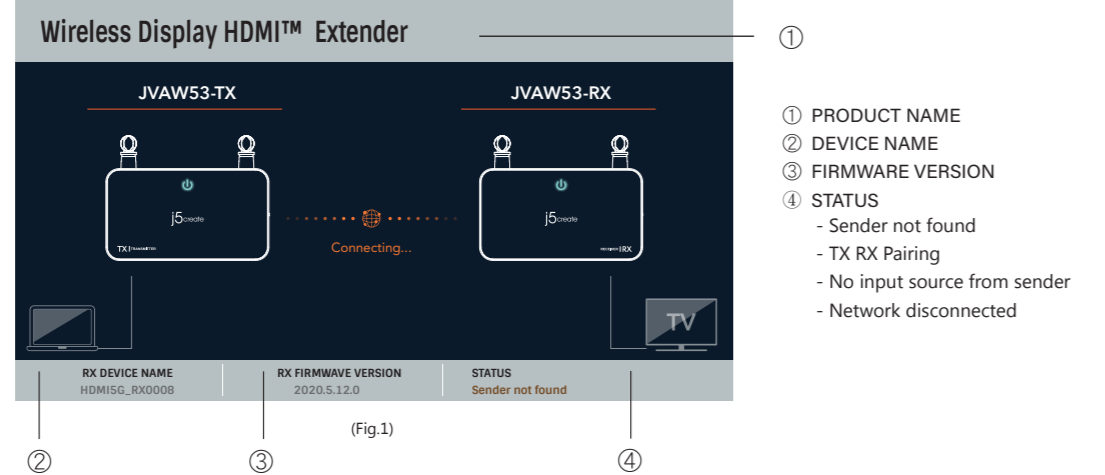 Wireless Display HDMI™ Extender
①
JVAW53-TX
JVAW53-RX
① PRODUCT NAME
② DEVICE NAME
③ FIRMWARE VERSION
④ STATUS
- Sender not found
- TX RX Pairing
- No input source from sender
- Network disconnected
j5create
j5create
Connecting...
TX | TRANSMITTER
RECEIVER | RX
TV
RX DEVICE NAME
HDMI5G_RX0008
RX FIRMWAVE VERSION
2020.5.12.0
STATUS
Sender not found
(Fig.1)
②
③
④